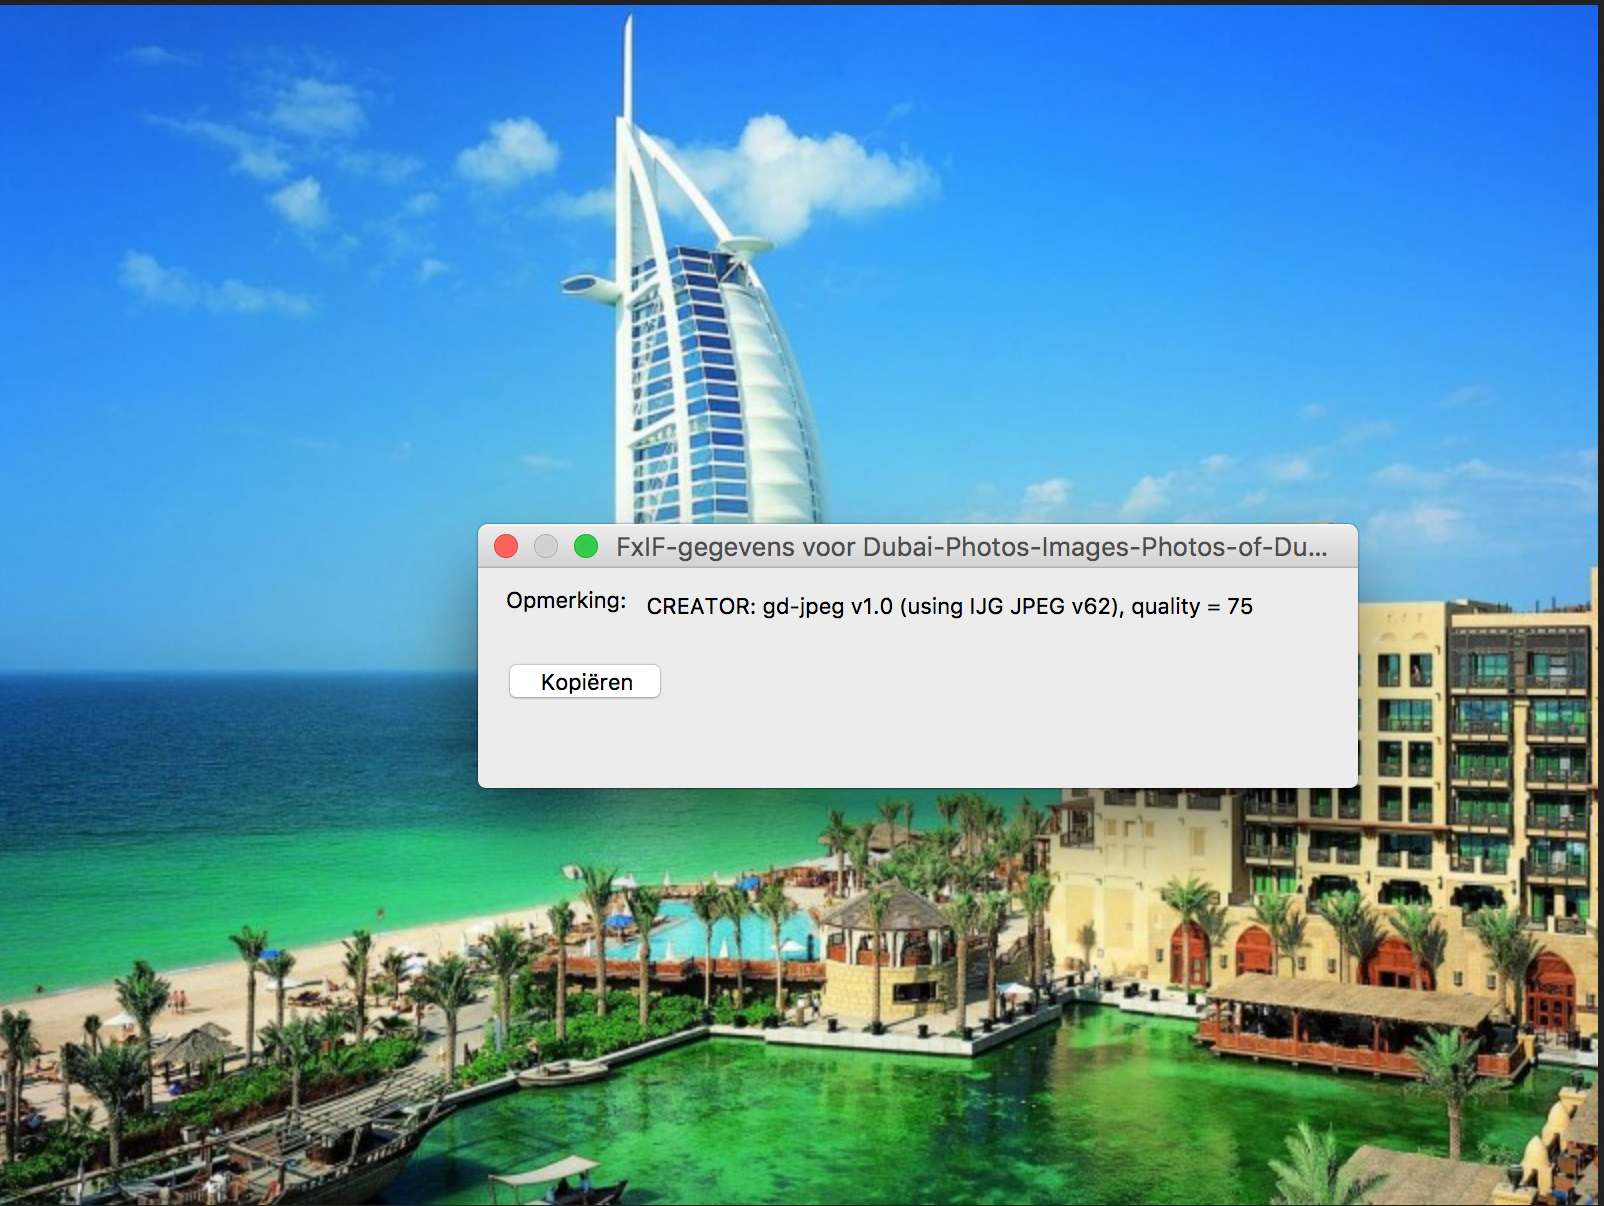 FxIF-gegevens voor Dubai-Photos-Images-Photos-of-Du...
Opmerking: CREATOR: gd-jpeg v1.0 (using IJG JPEG v62), quality = 75
Kopiëren